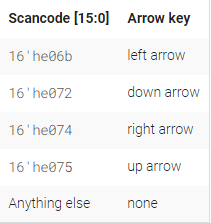 Scancode [15:0] Arrow key
16'he06b left arrow
16'he072 down arrow
16'he074 right arrow
16'he075 up arrow
Anything else none